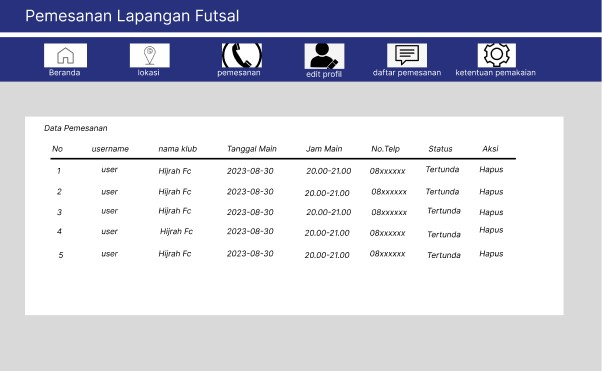 Pemesanan Lapangan Futsal
Beranda lokasi pemesanan edit profil daftar pemesanan ketentuan pemakaian
Data Pemesanan
No username nama klub Tanggal Main Jam Main No.Telp Status Aksi
1 user Hijrah Fc 2023-08-30 20.00-21.00 08xxxxxx Tertunda Hapus
2 user Hijrah Fc 2023-08-30 20.00-21.00 08xxxxxx Tertunda Hapus
3 user Hijrah Fc 2023-08-30 20.00-21.00 08xxxxxx Tertunda Hapus
4 user Hijrah Fc 2023-08-30 20.00-21.00 08xxxxxx Tertunda Hapus
5 user Hijrah Fc 2023-08-30 20.00-21.00 08xxxxxx Tertunda Hapus